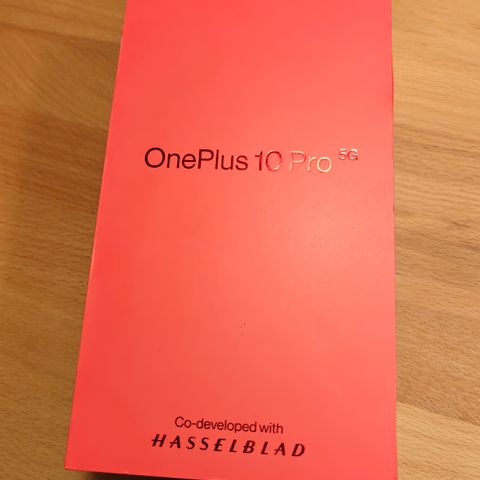 OnePlus 10 Pro 5G
Co-developed with
HASSELBLAD